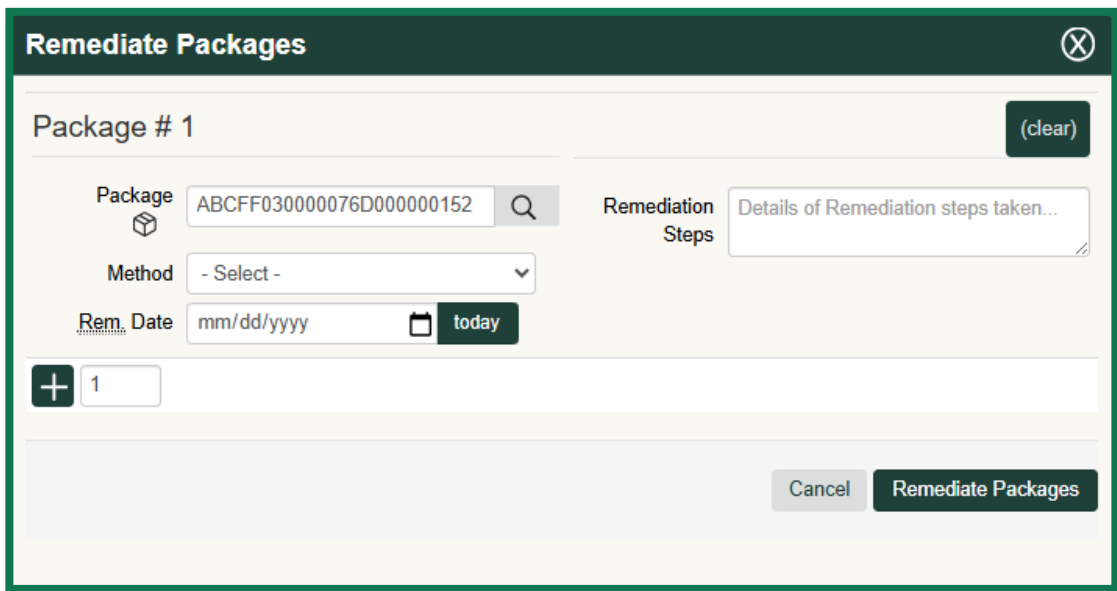 Remediate Packages
Package # 1
(clear)
Package
ABCFF030000076D000000152
Remediation
Steps
Details of Remediation steps taken...
Method
- Select -
Rem. Date
mm/dd/yyyy
today
1
Cancel
Remediate Packages